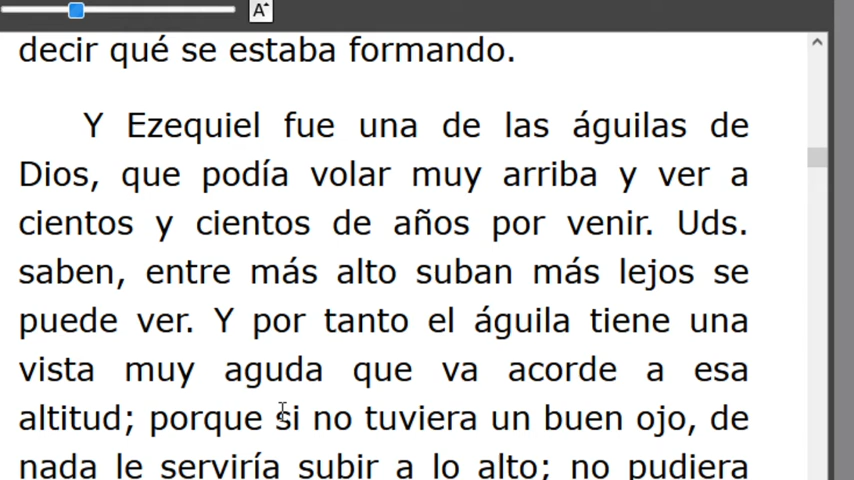 A
decir qué se estaba formando.
Y Ezequiel fue una de las águilas de
Dios, que podía volar muy arriba y ver a
cientos y cientos de años por venir. Uds.
saben, entre más alto suban más lejos se
puede ver. Y por tanto el águila tiene una
vista muy aguda que va acorde a esa
altitud; porque si no tuviera un buen ojo, de
nada le serviría subir a lo alto; no pudiera